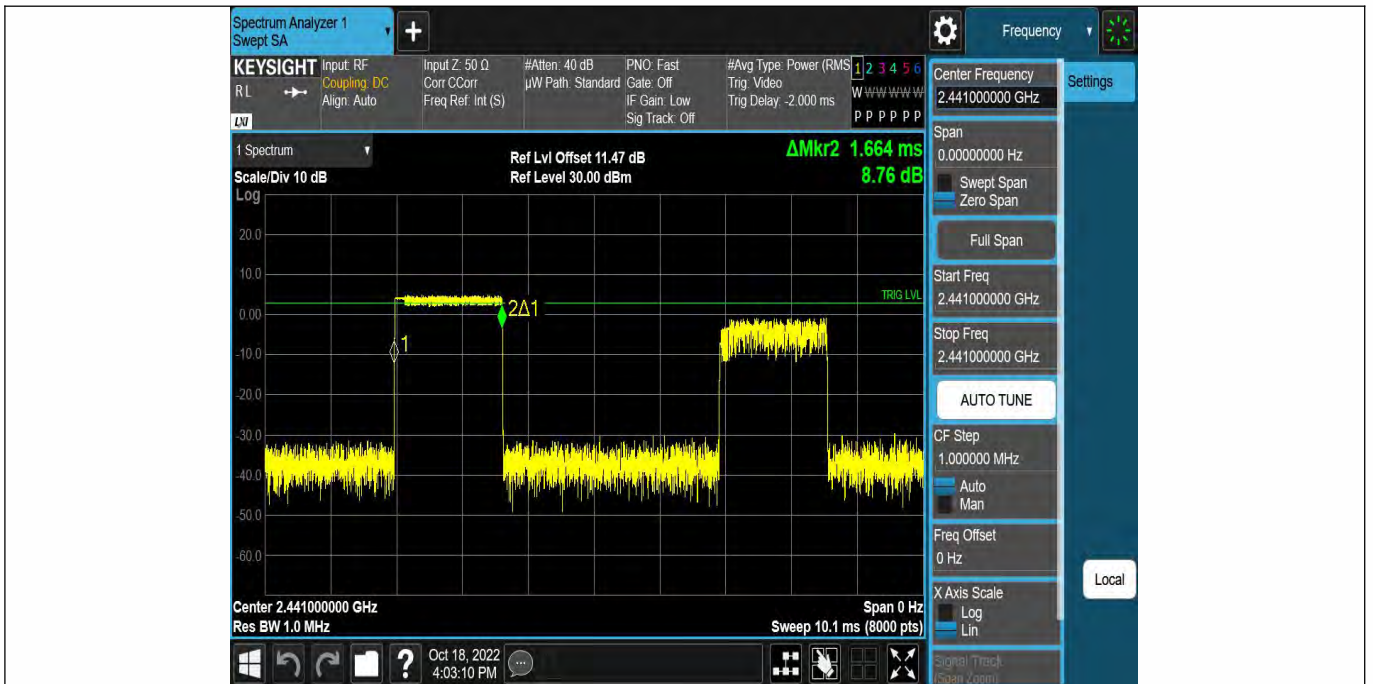 Spectrum Analyzer 1
Swept SA
+
Frequency
KEYSIGHT
RL
LXI
Input: RF
Coupling: DC
Align: Auto
Input Z: 50 Ω
Corr CCorr
Freq Ref: Int (S)
#Atten: 40 dB
µW Path: Standard
PNO: Fast
Gate: Off
IF Gain: Low
Sig Track: Off
#Avg Type: Power (RMS
Trig: Video
Trig Delay: -2.000 ms
1 2 3 4 5 6
W W W W W W
P P P P P P
1 Spectrum
Scale/Div 10 dB
Log
Ref Lvl Offset 11.47 dB
Ref Level 30.00 dBm
ΔMkr2 1.664 ms
8.76 dB
20.0
10.0
0.00
-10.0
-20.0
-30.0
-40.0
-50.0
-60.0
TRIG LVL
2Δ1
1
Center 2.441000000 GHz
Res BW 1.0 MHz
Span 0 Hz
Sweep 10.1 ms (8000 pts)
Center Frequency
2.441000000 GHz
Settings
Span
0.00000000 Hz
Swept Span
Zero Span
Full Span
Start Freq
2.441000000 GHz
Stop Freq
2.441000000 GHz
AUTO TUNE
CF Step
1.000000 MHz
Auto
Man
Freq Offset
0 Hz
X Axis Scale
Log
Lin
Local
Signal Track
(Span Zoom)
?
Oct 18, 2022
4:03:10 PM